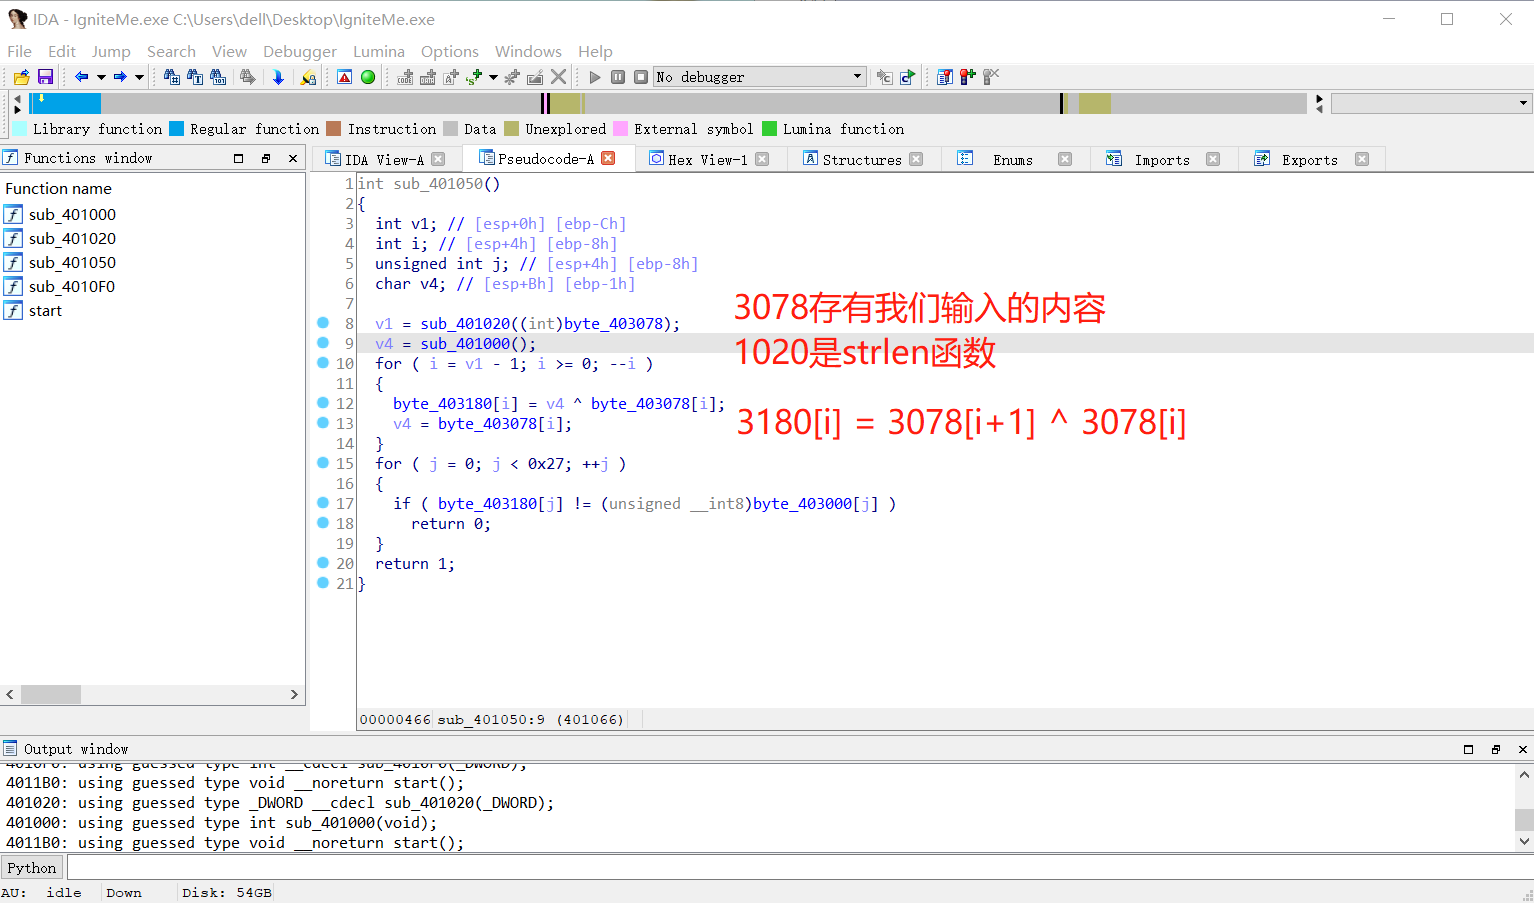 IDA - IgniteMe.exe C:\Users\dell\Desktop\IgniteMe.exe
File Edit Jump Search View Debugger Lumina Options Windows Help
No debugger
Library function Regular function Instruction Data Unexplored External symbol Lumina function
Functions window
IDA View-A Pseudocode-A Hex View-1 Structures Enums Imports Exports
Function name
sub_401000
sub_401020
sub_401050
sub_4010F0
start
1 int sub_401050()
2 {
3 int v1; // [esp+0h] [ebp-Ch]
4 int i; // [esp+4h] [ebp-8h]
5 unsigned int j; // [esp+4h] [ebp-8h]
6 char v4; // [esp+Bh] [ebp-1h]
7
8 v1 = sub_401020((int)byte_403078);
9 v4 = sub_401000();
10 for ( i = v1 - 1; i >= 0; --i )
11 {
12 byte_403180[i] = v4 ^ byte_403078[i];
13 v4 = byte_403078[i];
14 }
15 for ( j = 0; j < 0x27; ++j )
16 {
17 if ( byte_403180[j] != (unsigned __int8)byte_403000[j] )
18 return 0;
19 }
20 return 1;
21 }
3078存有我们输入的内容
1020是strlen函数
3180[i] = 3078[i+1] ^ 3078[i]
00000466 sub_401050:9 (401066)
Output window
4010F0: using guessed type int __cdecl sub_4010F0(_DWORD);
4011B0: using guessed type void __noreturn start();
401020: using guessed type _DWORD __cdecl sub_401020(_DWORD);
401000: using guessed type int sub_401000(void);
4011B0: using guessed type void __noreturn start();
Python
AU: idle Down Disk: 54GB